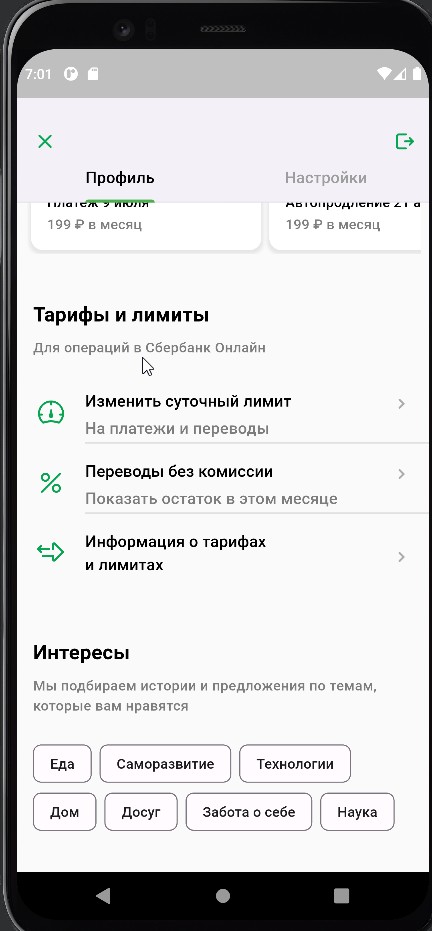 7:01
Профиль
Настройки
Платеж 9 июля
Автопродление 21 а
199 ₽ в месяц
199 ₽ в месяц
Тарифы и лимиты
Для операций в Сбербанк Онлайн
Изменить суточный лимит
На платежи и переводы
Переводы без комиссии
Показать остаток в этом месяце
Информация о тарифах
и лимитах
Интересы
Мы подбираем истории и предложения по темам,
которые вам нравятся
Еда
Саморазвитие
Технологии
Дом
Досуг
Забота о себе
Наука